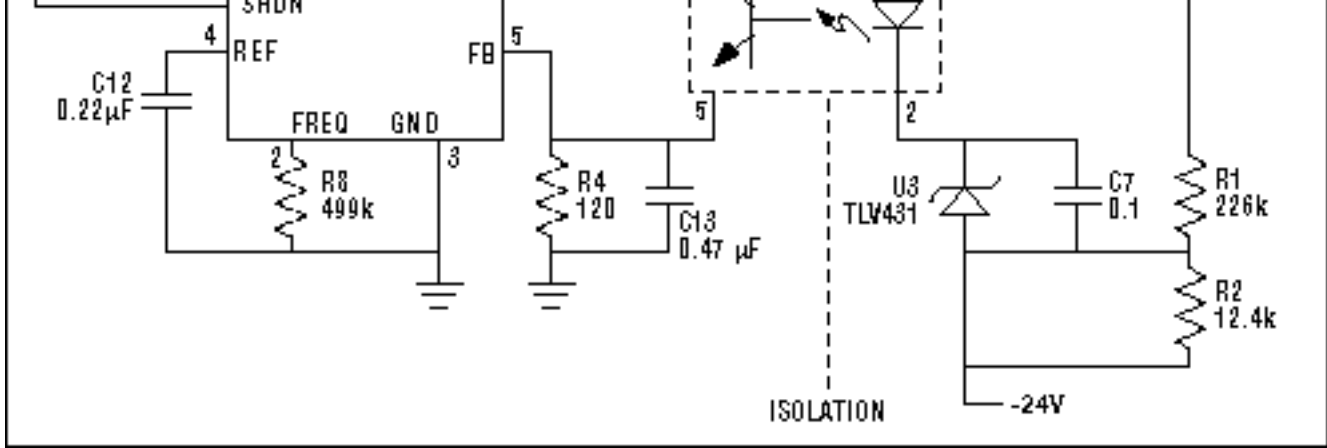 SHDN
4
REF
FB
5
C12
0.22µF
FREQ
GND
5
2
2
3
R8
499k
R4
120
C13
0.47 µF
U3
TLV431
C7
0.1
R1
226k
R2
12.4k
ISOLATION
-24V